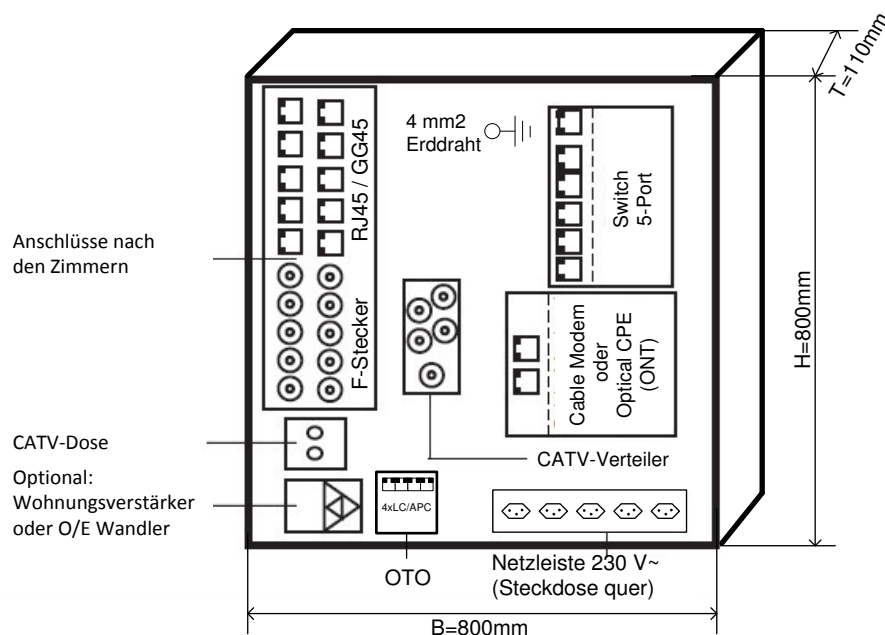 T=110mm
4 mm2
Erddraht
RJ45 / GG45
Switch
5-Port
Anschlüsse nach
den Zimmern
F-Stecker
H=800mm
Cable Modem
oder
Optical CPE
(ONT)
CATV-Dose
CATV-Verteiler
Optional:
Wohnungsverstärker
oder O/E Wandler
4xLC/APC
OTO
Netzleiste 230 V~
(Steckdose quer)
B=800mm